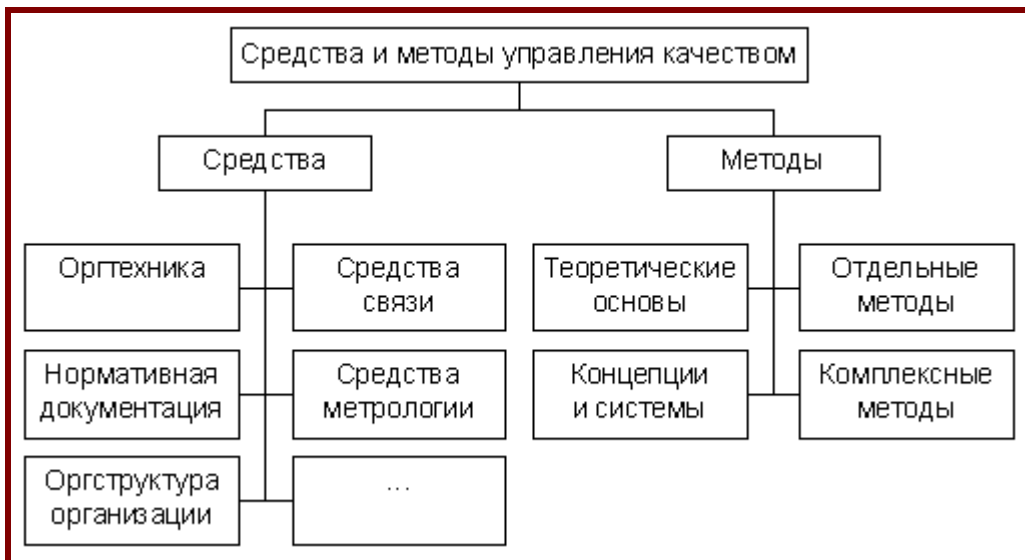 Средства и методы управления качеством
Средства
Методы
Оргтехника
Средства
связи
Теоретические
основы
Отдельные
методы
Нормативная
документация
Средства
метрологии
Концепции
и системы
Комплексные
методы
Оргструктура
организации
...